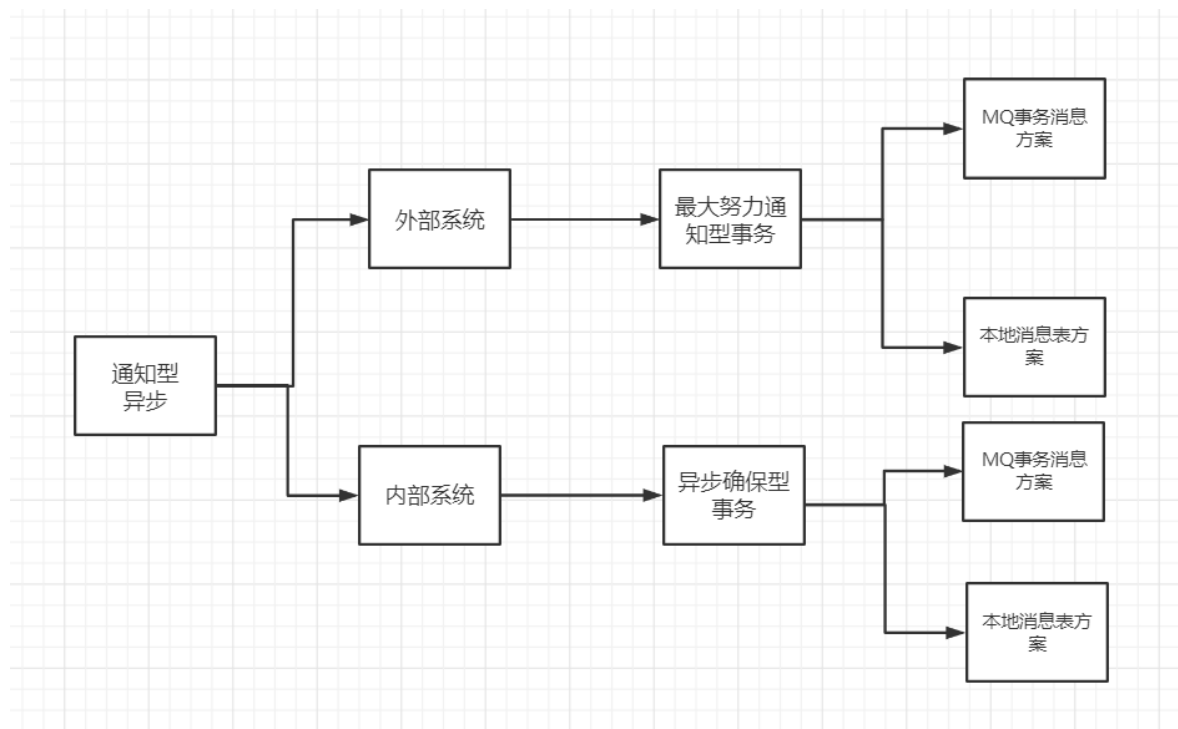 MQ事务消息
方案
外部系统
最大努力通
知型事务
本地消息表方
案
通知型
异步
MQ事务消息
方案
内部系统
异步确保型
事务
本地消息表方
案